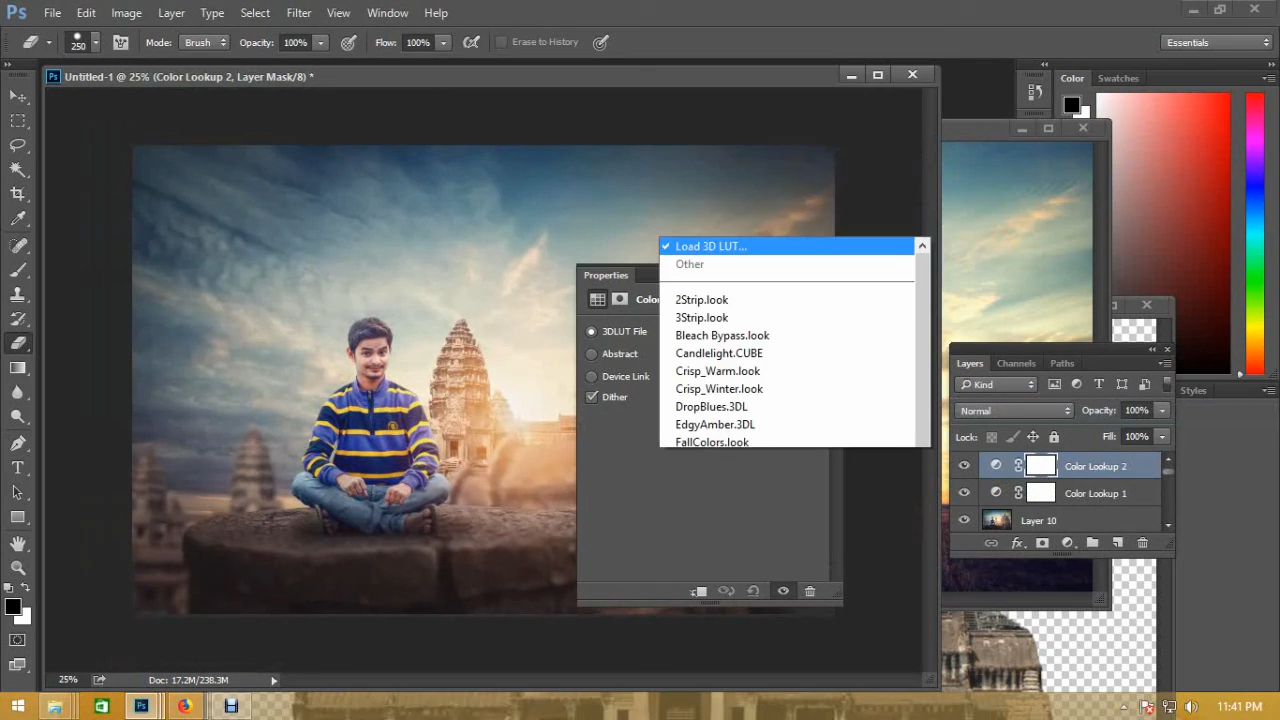 Ps File Edit Image Layer Type Select Filter 3D View Window Help
250 Mode: Brush Opacity: 100% Flow: 100% Erase to History Essentials
Ps Untitled-1 @ 25% (Color Lookup 2, Layer Mask/8) *
Color Swatches
Load 3D LUT...
Other
2Strip.look
3Strip.look
Bleach Bypass.look
Candlelight.CUBE
Crisp_Warm.look
Crisp_Winter.look
DropBlues.3DL
EdgyAmber.3DL
FallColors.look
Properties
3DLUT File
Abstract
Device Link
Dither
Styles
Layers Channels Paths
Kind
Normal Opacity: 100%
Lock: Fill: 100%
Color Lookup 2
Color Lookup 1
Layer 10
fx
25% Doc: 17.2M/238.3M
Ps 11:41 PM